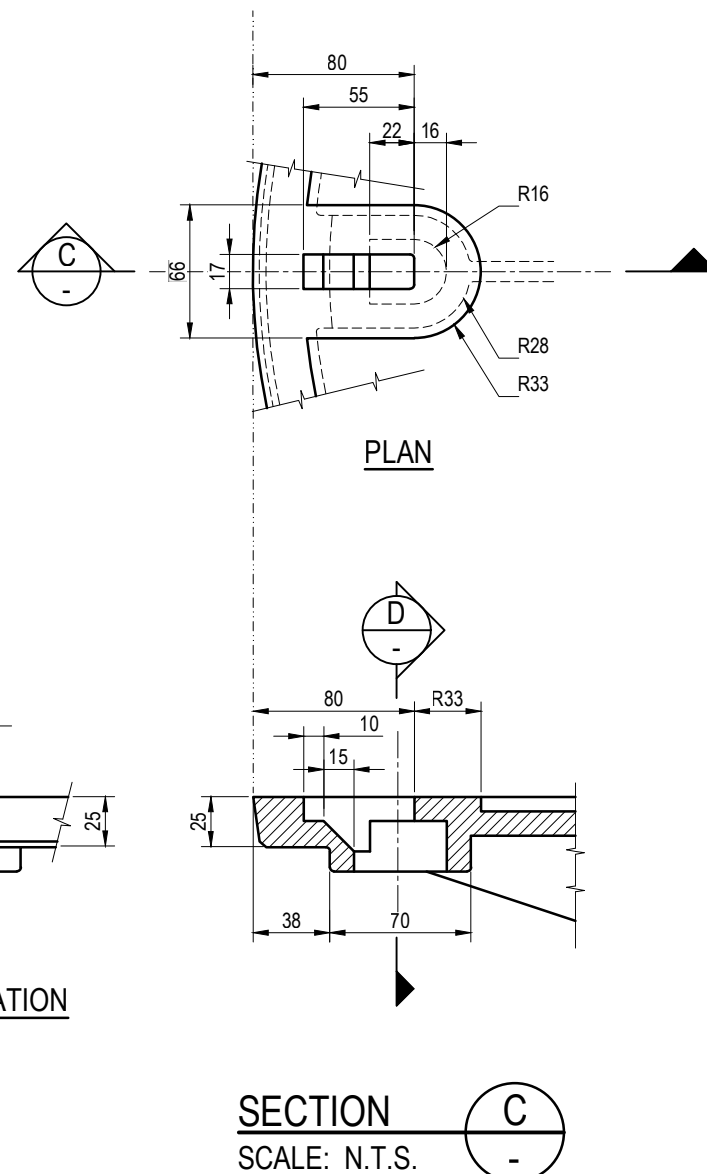 80
55
22 16
R16
C
-
66
17
R28
R33
PLAN
D
-
80 R33
10
15
25
25
38 70
ATION
SECTION C
SCALE: N.T.S. -